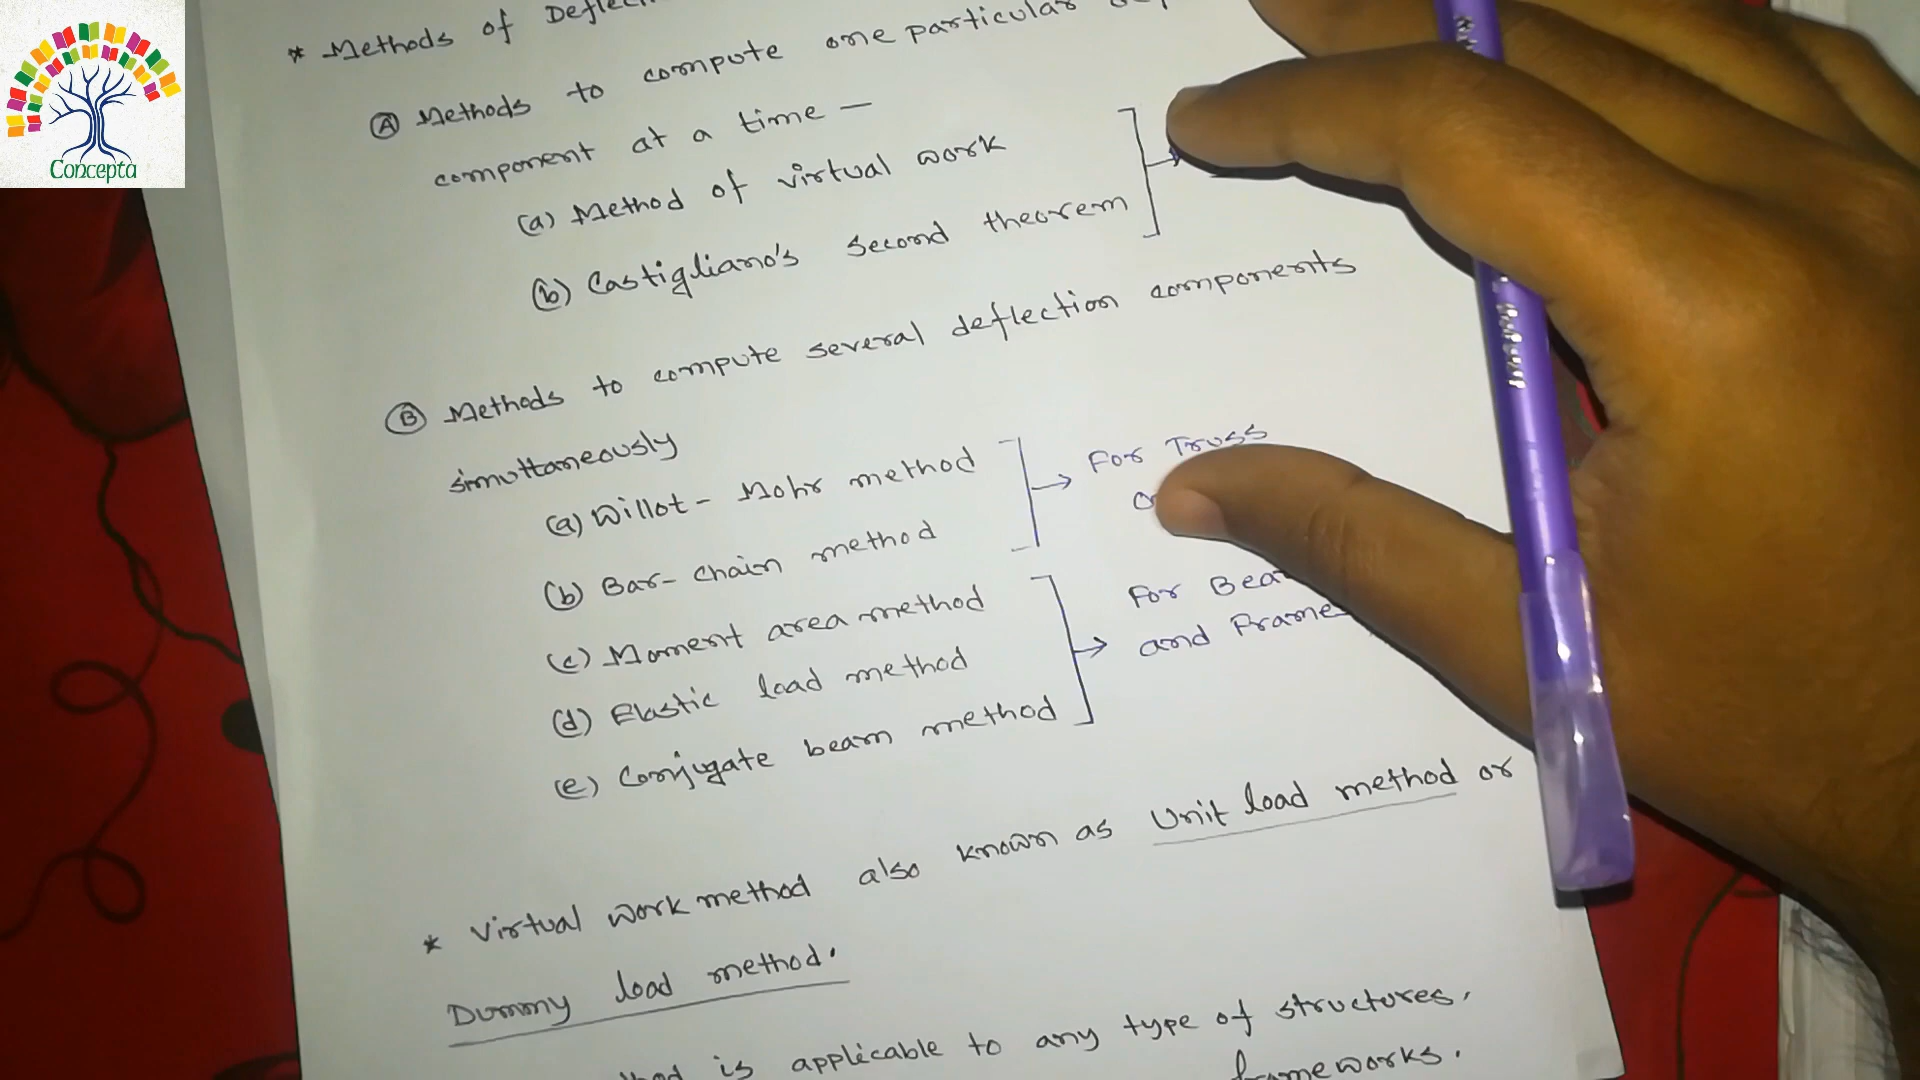 Concepta
* Methods of
(A) Methods to compute one particular
component at a time —
(a) Method of virtual work
(b) Castigliano's second theorem
(B) Methods to compute several deflection components
simultaneously
(a) Willot - Mohr method
(b) Bar-chain method
For Truss
(c) Moment area method
(d) Elastic load method
(e) Conjugate beam method
For
and Frames
* Virtual work method also known as Unit load method or
Dummy load method.
is applicable to any type of structures.
frameworks.